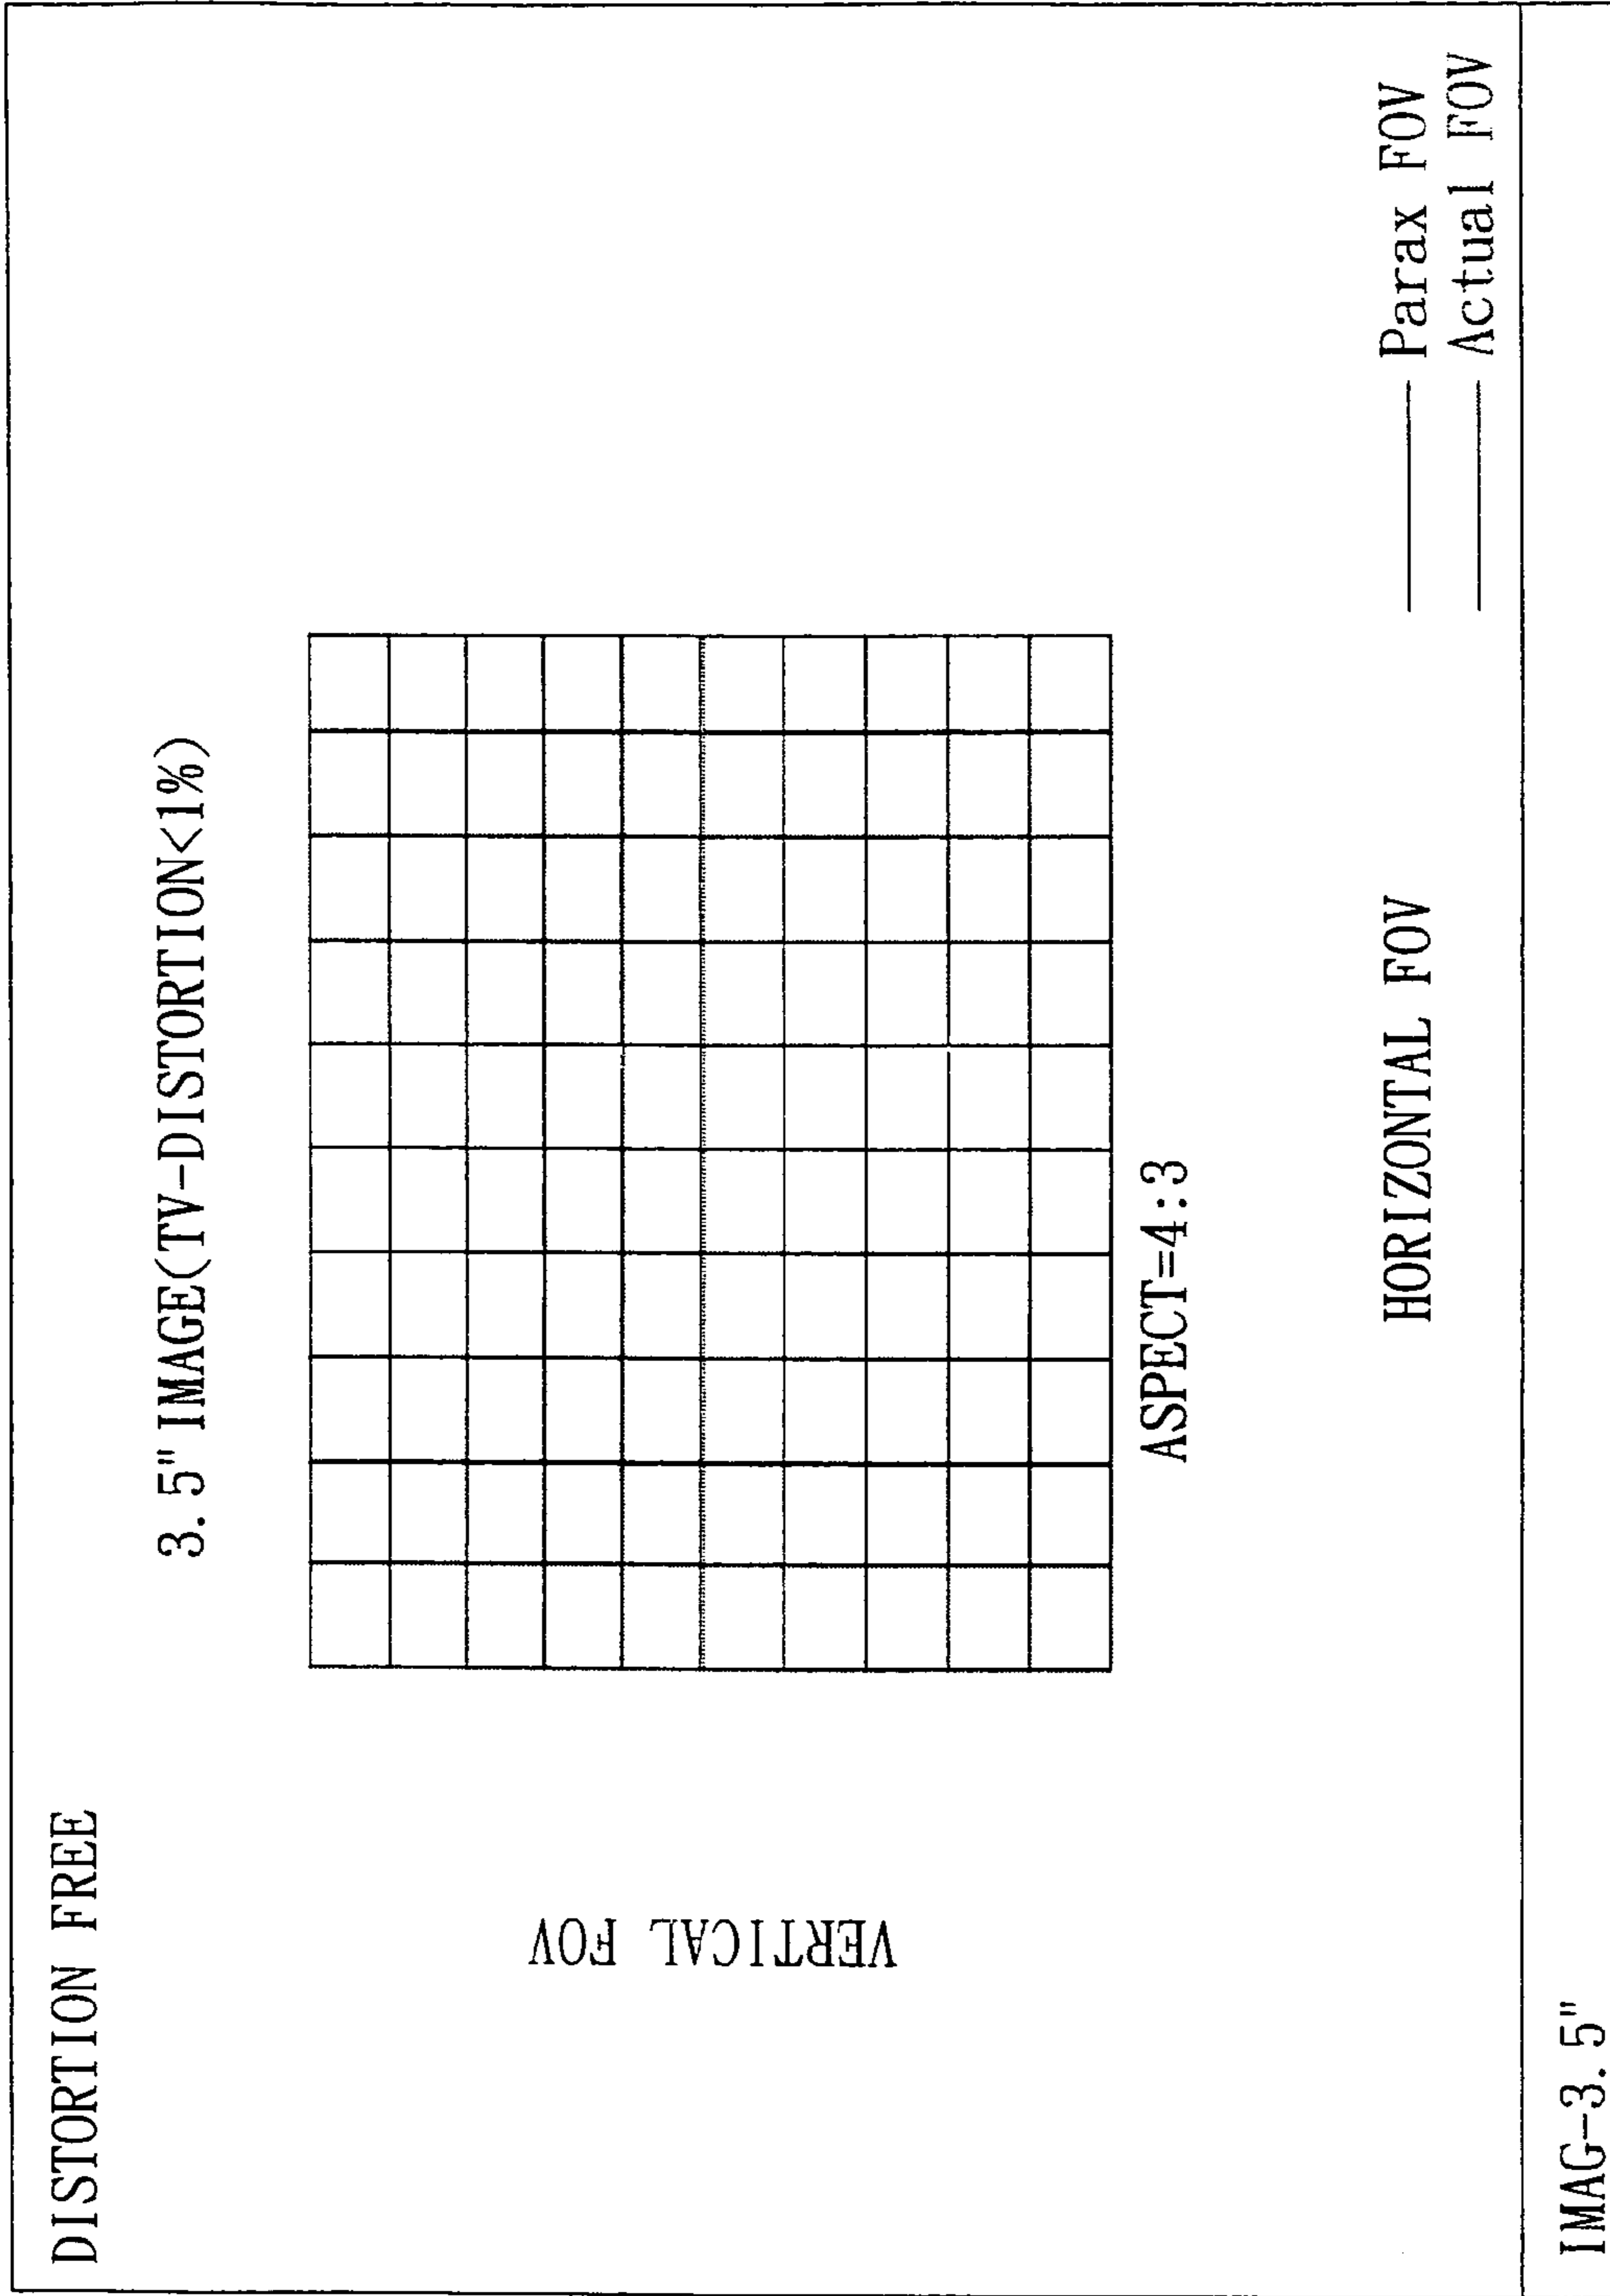 DISTORTION FREE
3.5"IMAGE(TV-DISTORTION<1%)
VERTICAL FOV
ASPECT=4:3
HORIZONTAL FOV
Parax FOV
Actual FOV
IMAG-3.5"